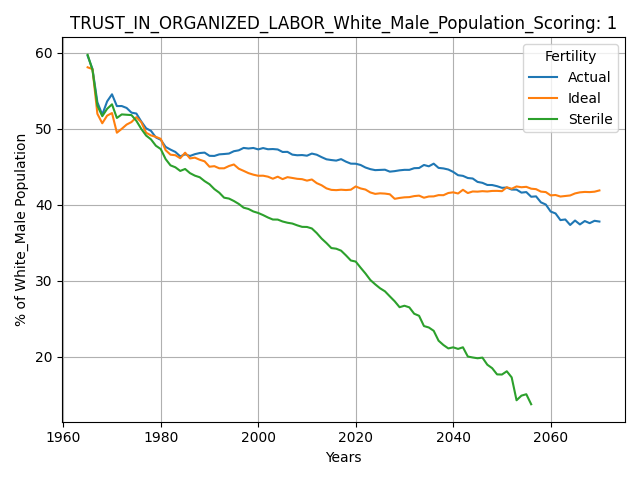 TRUST_IN_ORGANIZED_LABOR_White_Male_Population_Scoring: 1
Fertility
Actual
Ideal
Sterile
% of White_Male Population
60
50
40
30
20
1960
1980
2000
2020
2040
2060
Years